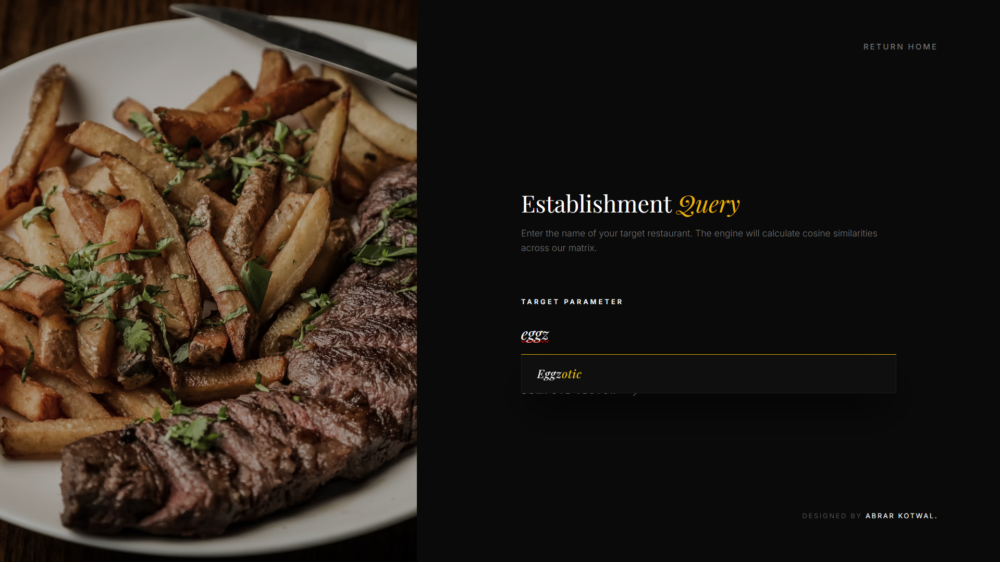 RETURN HOME
Establishment Query
Enter the name of your target restaurant. The engine will calculate cosine similarities
across our matrix.
TARGET PARAMETER
eggz
Eggzotic
DESIGNED BY ABRAR KOTWAL.